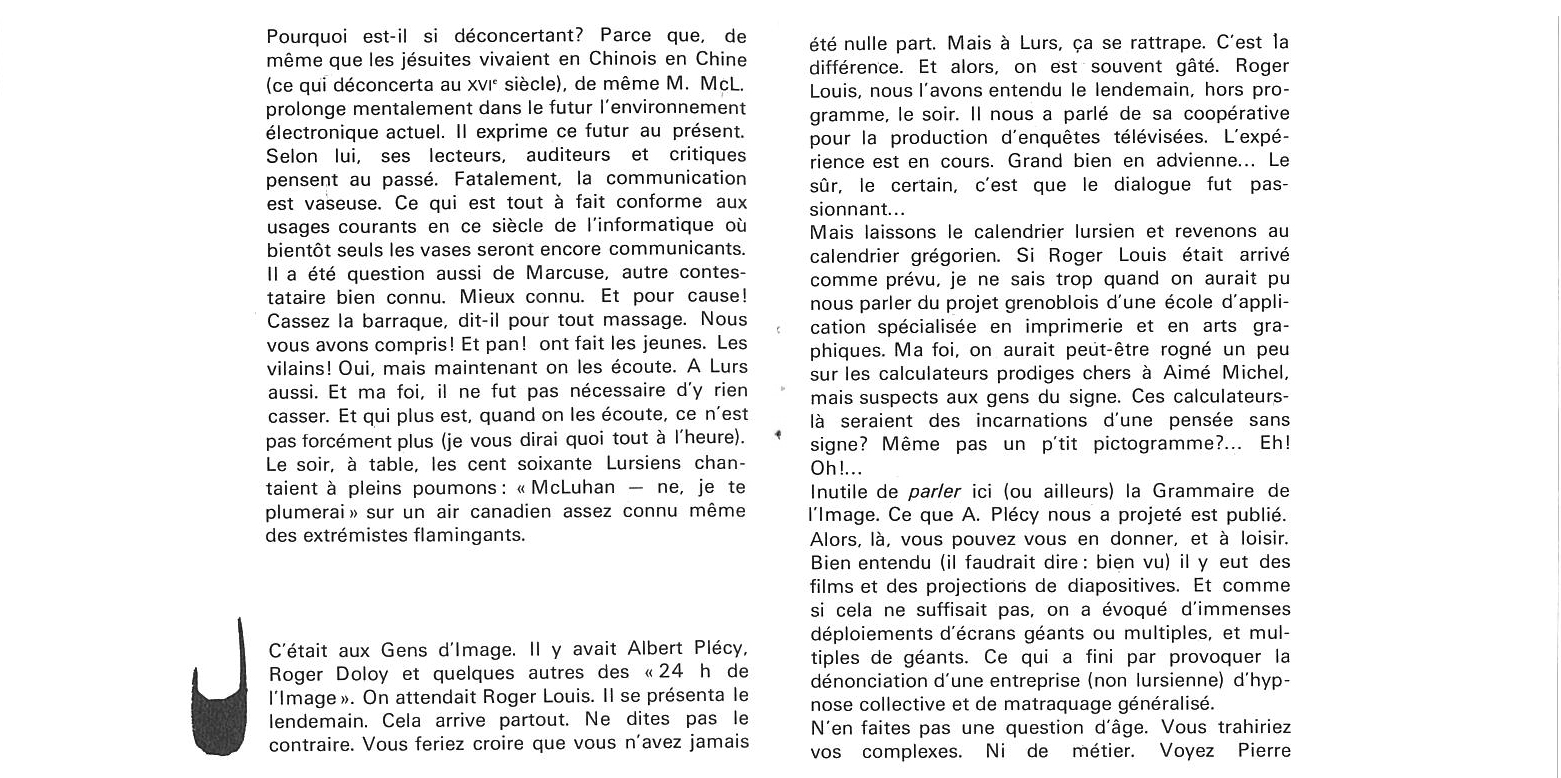 Pourquoi est-il si déconcertant? Parce que, de
même que les jésuites vivaient en Chinois en Chine
(ce qui déconcerta au XVIe siècle), de même M. McL.
prolonge mentalement dans le futur l'environnement
électronique actuel. Il exprime ce futur au présent.
Selon lui, ses lecteurs, auditeurs et critiques
pensent au passé. Fatalement, la communication
est vaseuse. Ce qui est tout à fait conforme aux
usages courants en ce siècle de l'informatique où
bientôt seuls les vases seront encore communicants.
Il a été question aussi de Marcuse, autre contes-
tataire bien connu. Mieux connu. Et pour cause!
Cassez la barraque, dit-il pour tout massage. Nous
vous avons compris! Et pan! ont fait les jeunes. Les
vilains! Oui, mais maintenant on les écoute. A Lurs
aussi. Et ma foi, il ne fut pas nécessaire d'y rien
casser. Et qui plus est, quand on les écoute, ce n'est
pas forcément plus (je vous dirai quoi tout à l'heure).
Le soir, à table, les cent soixante Lursiens chan-
taient à pleins poumons : « McLuhan — ne, je te
plumerai » sur un air canadien assez connu même
des extrémistes flamingants.
C'était aux Gens d'Image. Il y avait Albert Plécy,
Roger Doloy et quelques autres des « 24 h de
l'Image ». On attendait Roger Louis. Il se présenta le
lendemain. Cela arrive partout. Ne dites pas le
contraire. Vous feriez croire que vous n'avez jamais
été nulle part. Mais à Lurs, ça se rattrape. C'est la
différence. Et alors, on est souvent gâté. Roger
Louis, nous l'avons entendu le lendemain, hors pro-
gramme, le soir. Il nous a parlé de sa coopérative
pour la production d'enquêtes télévisées. L'expé-
rience est en cours. Grand bien en advienne... Le
sûr, le certain, c'est que le dialogue fut pas-
sionnant...
Mais laissons le calendrier lursien et revenons au
calendrier grégorien. Si Roger Louis était arrivé
comme prévu, je ne sais trop quand on aurait pu
nous parler du projet grenoblois d'une école d'appli-
cation spécialisée en imprimerie et en arts gra-
phiques. Ma foi, on aurait peut-être rogné un peu
sur les calculateurs prodiges chers à Aimé Michel,
mais suspects aux gens du signe. Ces calculateurs-
là seraient des incarnations d'une pensée sans
signe? Même pas un p'tit pictogramme?... Eh!
Oh!...
Inutile de parler ici (ou ailleurs) la Grammaire de
l'Image. Ce que A. Plécy nous a projeté est publié.
Alors, là, vous pouvez vous en donner, et à loisir.
Bien entendu (il faudrait dire : bien vu) il y eut des
films et des projections de diapositives. Et comme
si cela ne suffisait pas, on a évoqué d'immenses
déploiements d'écrans géants ou multiples, et mul-
tiples de géants. Ce qui a fini par provoquer la
dénonciation d'une entreprise (non lursienne) d'hyp-
nose collective et de matraquage généralisé.
N'en faites pas une question d'âge. Vous trahiriez
vos complexes. Ni de métier. Voyez Pierre